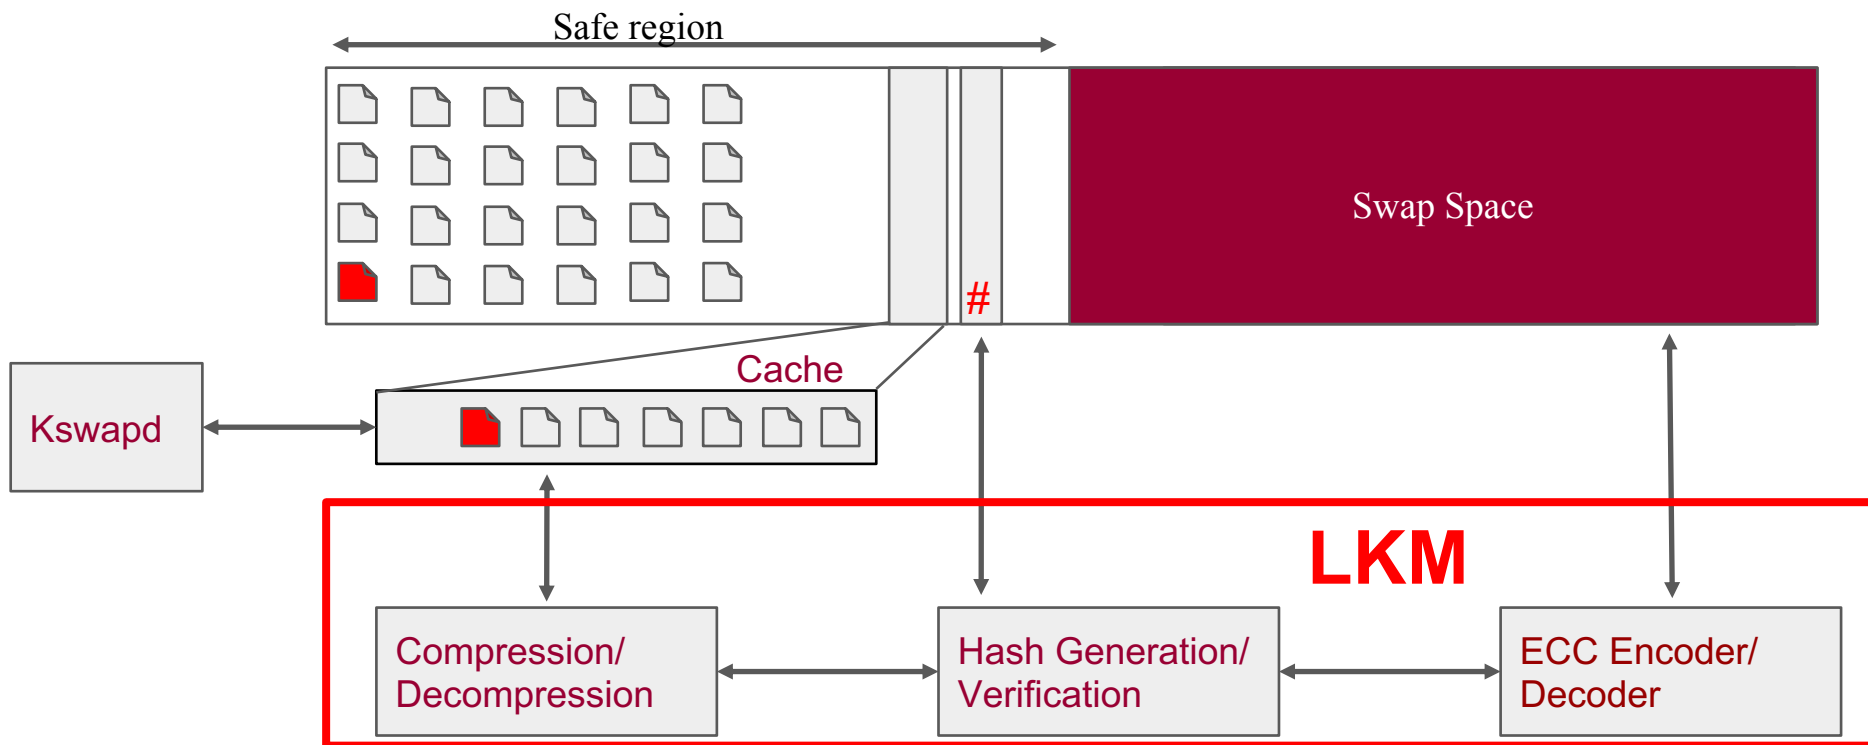 Safe region
Swap Space
#
Cache
Kswapd
LKM
Compression/
Decompression
Hash Generation/
Verification
ECC Encoder/
Decoder